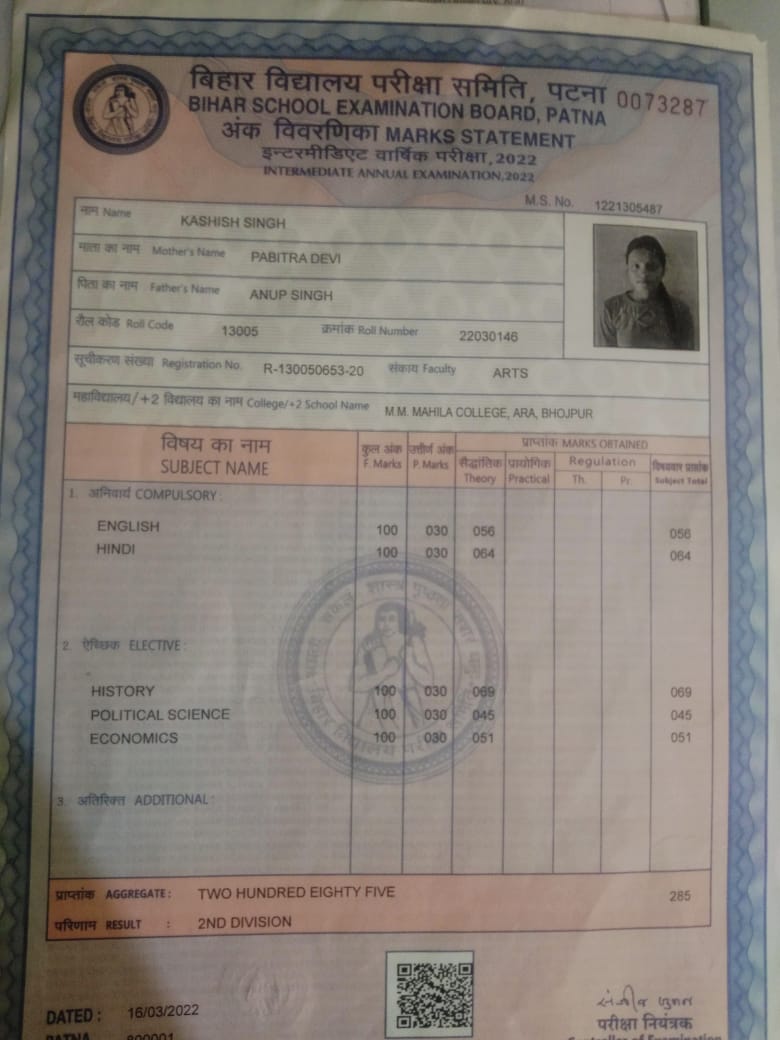 बिहार विद्यालय परीक्षा समिति, पटना
0073287
BIHAR SCHOOL EXAMINATION BOARD, PATNA
अंक विवरणिका MARKS STATEMENT
इन्टरमीडिएट वार्षिक परीक्षा, 2022
INTERMEDIATE ANNUAL EXAMINATION, 2022
M.S. No. 1221305487
नाम Name KASHISH SINGH
माता का नाम Mother's Name PABITRA DEVI
पिता का नाम Father's Name ANUP SINGH
रौल कोड Roll Code 13005 क्रमांक Roll Number 22030146
सूचीकरण संख्या Registration No. R-130050653-20 संकाय Faculty ARTS
महाविद्यालय/+2 विद्यालय का नाम College/+2 School Name M.M. MAHILA COLLEGE, ARA, BHOJPUR
विषय का नाम कुल अंक उत्तीर्ण अंक प्राप्तांक MARKS OBTAINED
SUBJECT NAME F. Marks P. Marks सैद्धांतिक प्रायोगिक Regulation विषयवार प्राप्तांक
Theory Practical Th. Pr. Subject Total
1. अनिवार्य COMPULSORY :
ENGLISH 100 030 056 056
HINDI 100 030 064 064
2. ऐच्छिक ELECTIVE :
HISTORY 100 030 069 069
POLITICAL SCIENCE 100 030 045 045
ECONOMICS 100 030 051 051
3. अतिरिक्त ADDITIONAL :
प्राप्तांक AGGREGATE : TWO HUNDRED EIGHTY FIVE 285
परिणाम RESULT : 2ND DIVISION
DATED : 16/03/2022
परीक्षा नियंत्रक
PATNA 800001 Controller of Examination